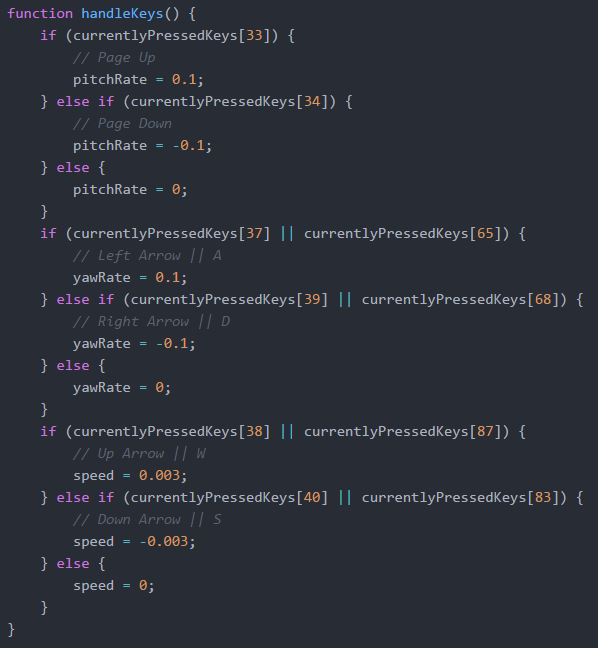 function handleKeys() {
    if (currentlyPressedKeys[33]) {
        // Page Up
        pitchRate = 0.1;
    } else if (currentlyPressedKeys[34]) {
        // Page Down
        pitchRate = -0.1;
    } else {
        pitchRate = 0;
    }
    if (currentlyPressedKeys[37] || currentlyPressedKeys[65]) {
        // Left Arrow || A
        yawRate = 0.1;
    } else if (currentlyPressedKeys[39] || currentlyPressedKeys[68]) {
        // Right Arrow || D
        yawRate = -0.1;
    } else {
        yawRate = 0;
    }
    if (currentlyPressedKeys[38] || currentlyPressedKeys[87]) {
        // Up Arrow || W
        speed = 0.003;
    } else if (currentlyPressedKeys[40] || currentlyPressedKeys[83]) {
        // Down Arrow || S
        speed = -0.003;
    } else {
        speed = 0;
    }
}